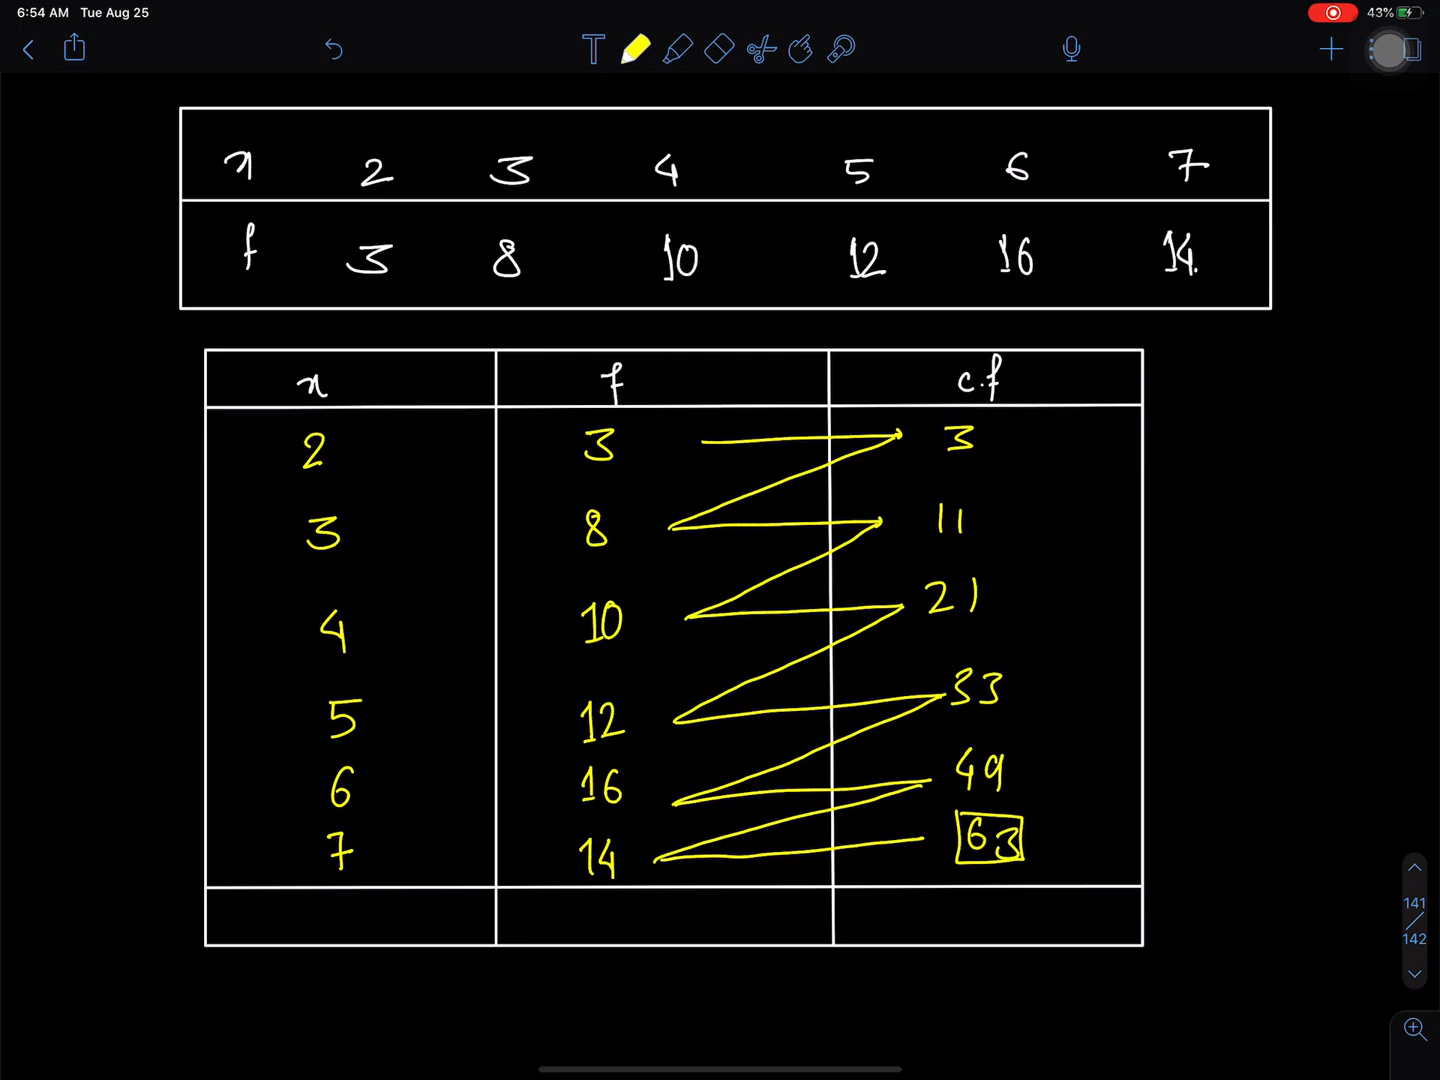 6:54 AM Tue Aug 25 43%
x 2 3 4 5 6 7
f 3 8 10 12 16 14.
x f c.f
2 3 3
3 8 11
4 10 21
5 12 33
6 16 49
7 14 63
141
142